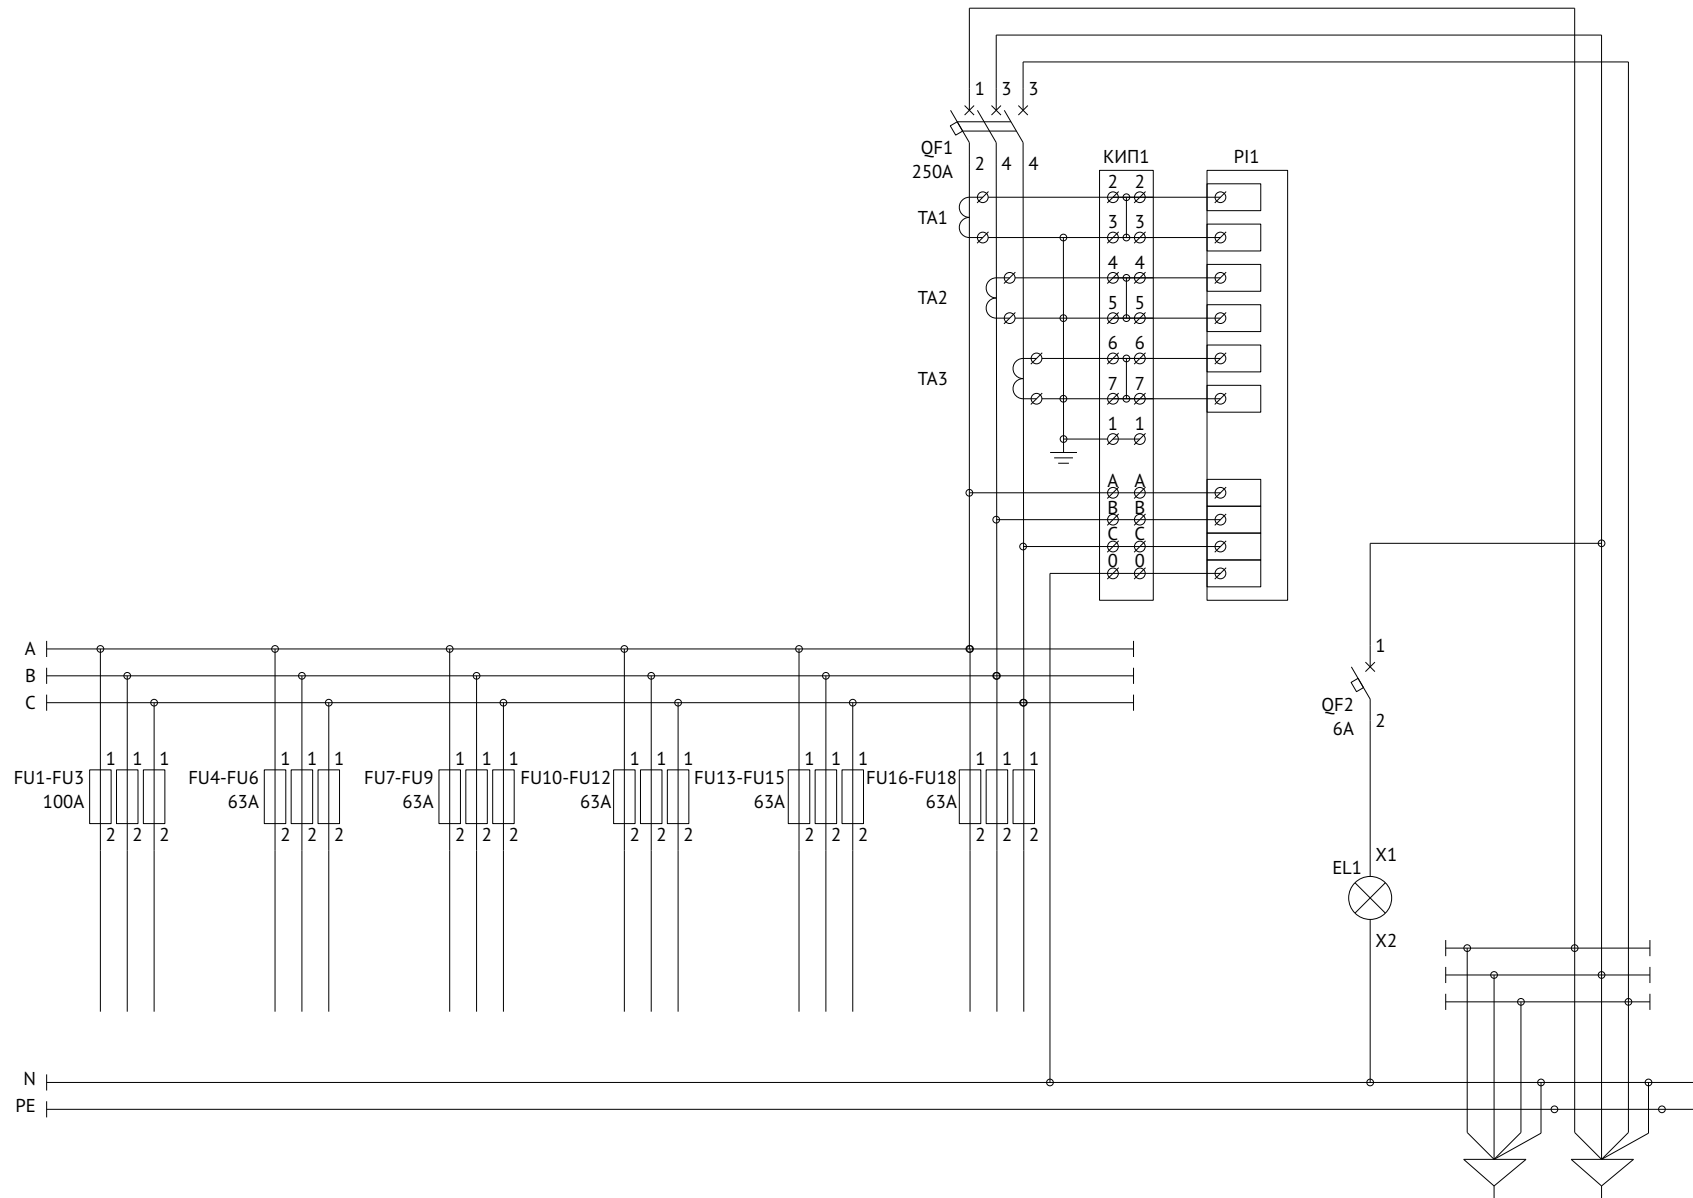 1 3 3
QF1
250A
2 4 4
КИП1
PI1
TA1
2 2
3 3
TA2
4 4
5 5
TA3
6 6
7 7
1 1
A A
B B
C C
0 0
A
B
C
1
QF2
6A
2
FU1-FU3
100A
1 1 1
2 2 2
FU4-FU6
63A
1 1 1
2 2 2
FU7-FU9
63A
1 1 1
2 2 2
FU10-FU12
63A
1 1 1
2 2 2
FU13-FU15
63A
1 1 1
2 2 2
FU16-FU18
63A
1 1 1
2 2 2
X1
EL1
X2
N
PE